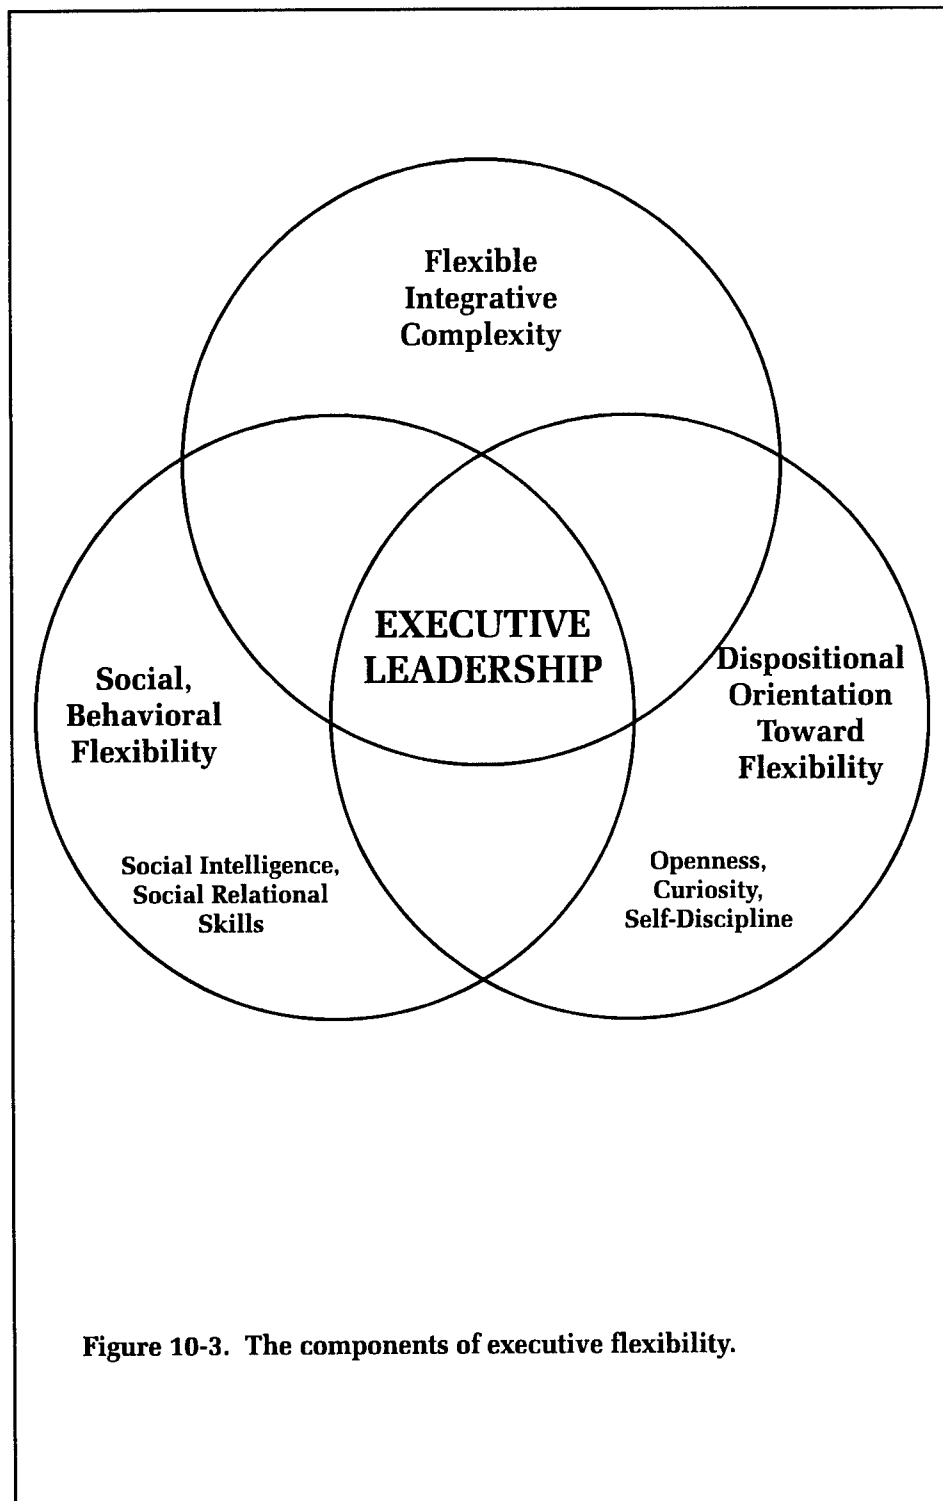 Flexible
Integrative
Complexity
EXECUTIVE
LEADERSHIP
Social,
Behavioral
Flexibility
Dispositional
Orientation
Toward
Flexibility
Social Intelligence,
Social Relational
Skills
Openness,
Curiosity,
Self-Discipline
Figure 10-3. The components of executive flexibility.